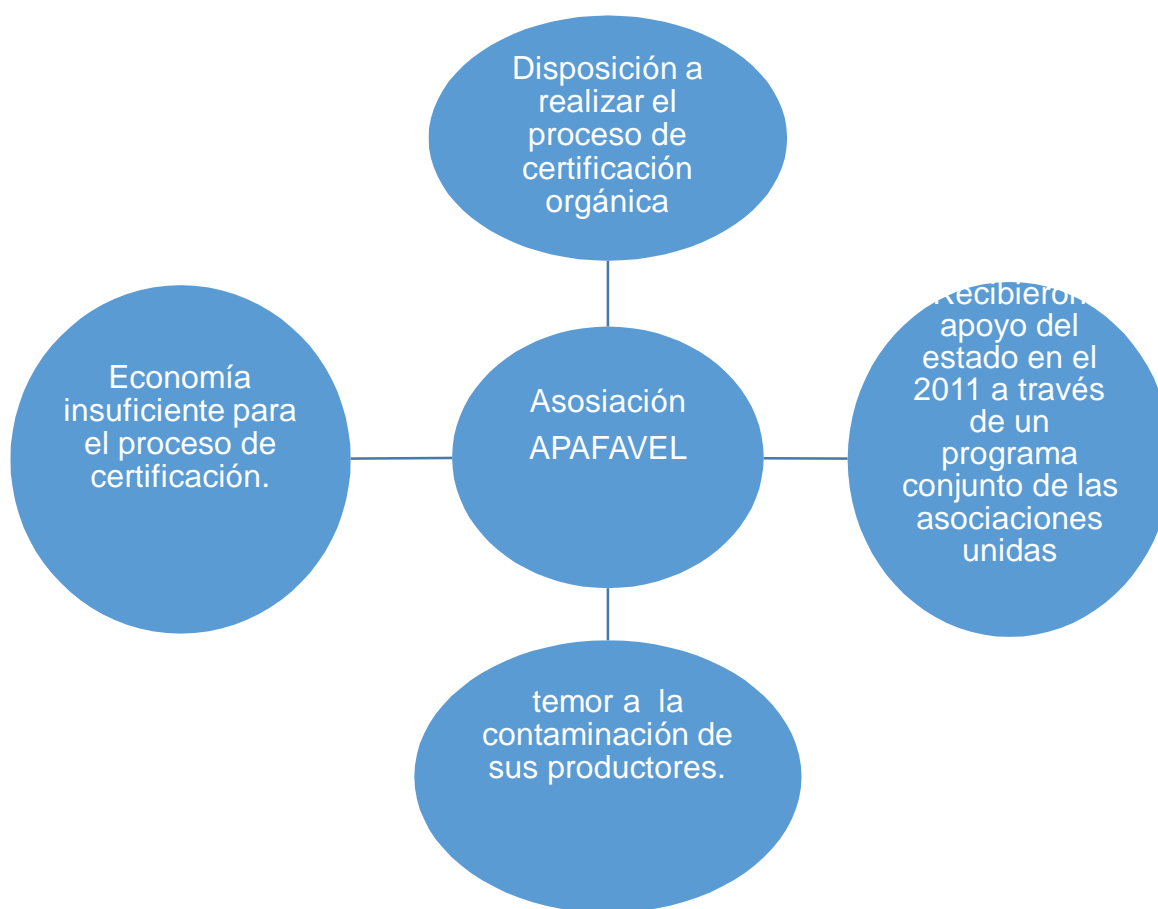 Disposición a
realizar el
proceso de
certificación
orgánica
Recibieron
apoyo del
estado en el
2011 a través
de un
programa
conjunto de las
asociaciones
unidas
Economía
insuficiente para
el proceso de
certificación.
Asosiación
APAFAVEL
temor a  la
contaminación de
sus productores.